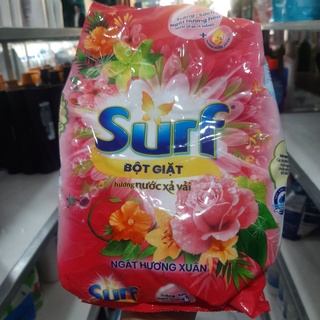 Surf
BỘT GIẶT
hương nước xả vải
NGÁT HƯƠNG XUÂN
Surf